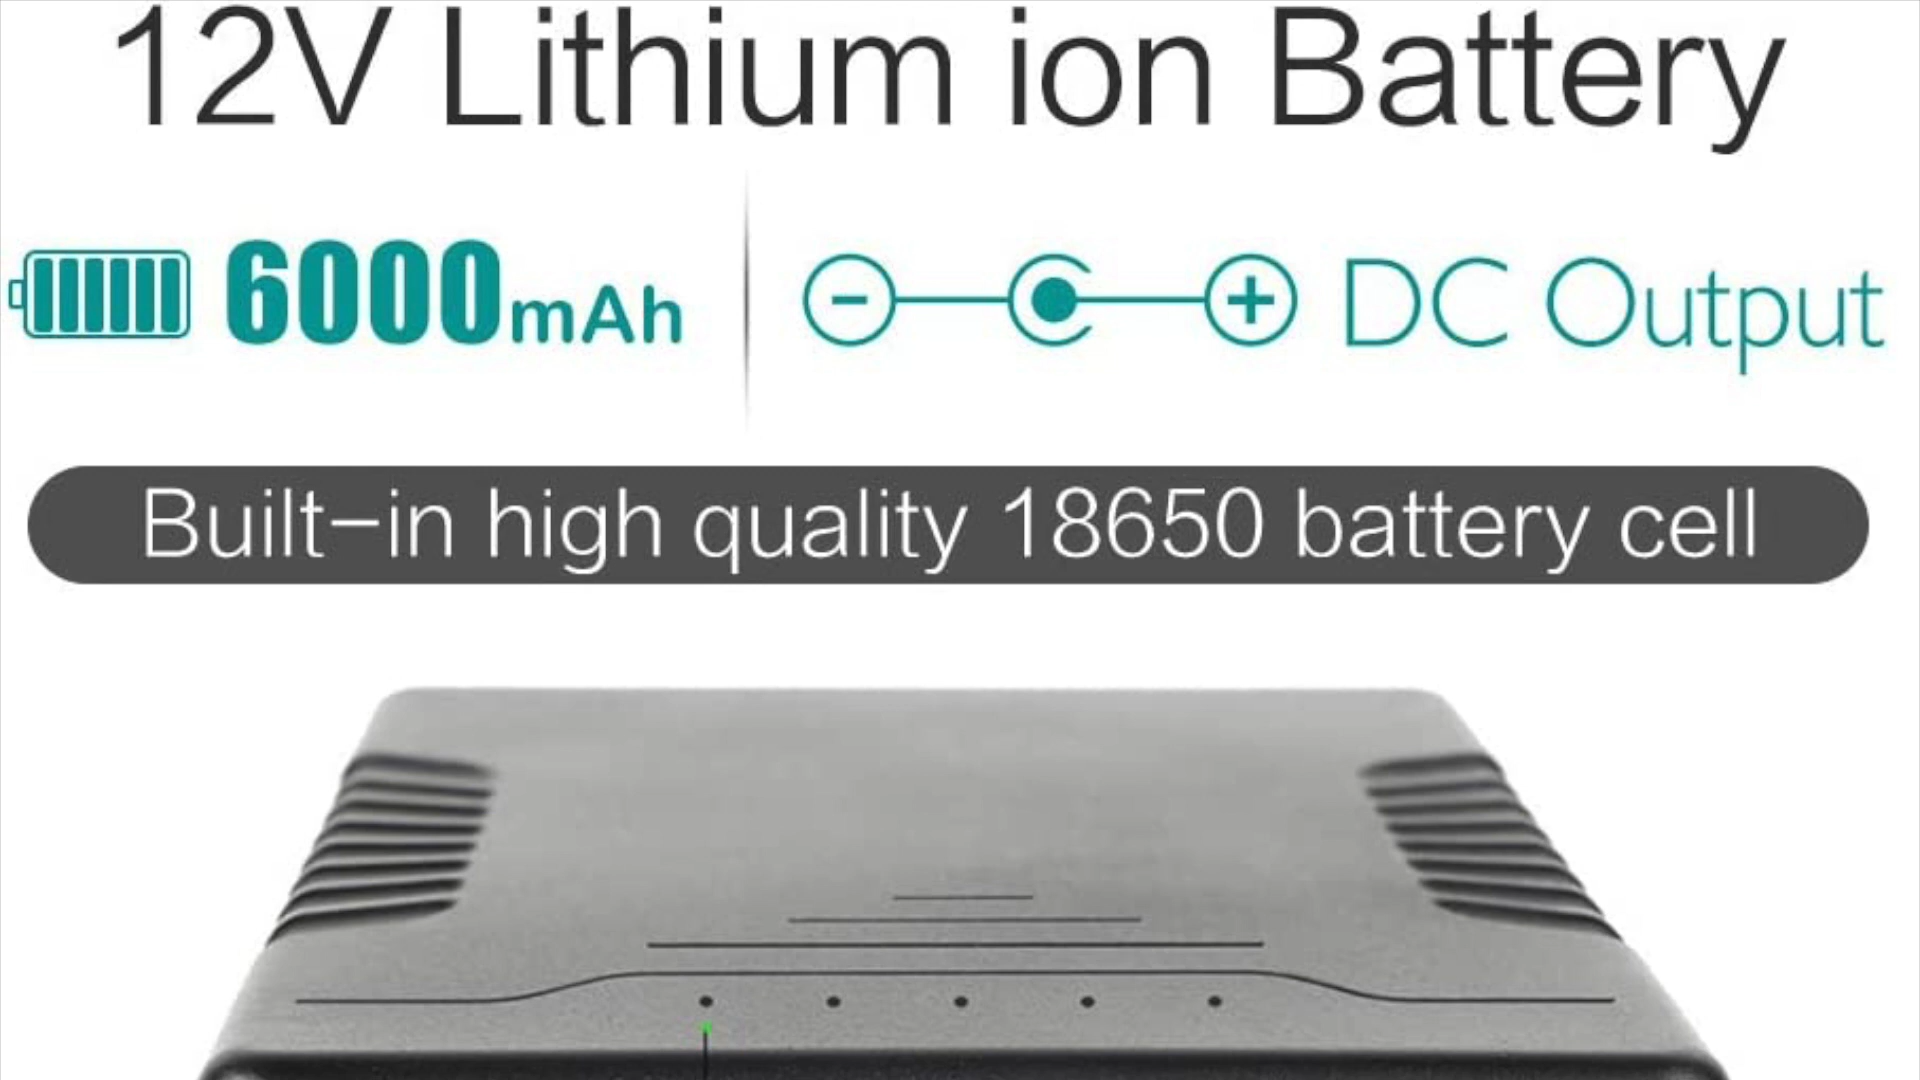 12V Lithium ion Battery
6000mAh
DC Output
Built-in high quality 18650 battery cell